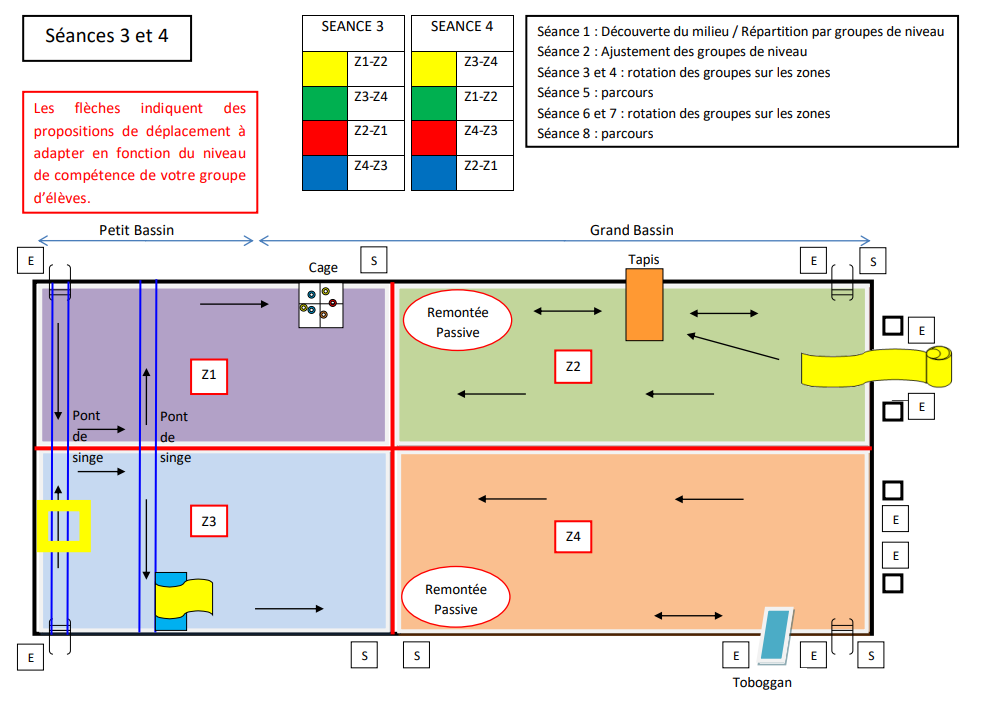 Séances 3 et 4
Les flèches indiquent des
propositions de déplacement à
adapter en fonction du niveau
de compétence de votre groupe
d'élèves.
SEANCE 3
Z1-Z2
Z3-Z4
Z2-Z1
Z4-Z3
SEANCE 4
Z3-Z4
Z1-Z2
Z4-Z3
Z2-Z1
Séance 1 : Découverte du milieu / Répartition par groupes de niveau
Séance 2 : Ajustement des groupes de niveau
Séance 3 et 4 : rotation des groupes sur les zones
Séance 5 : parcours
Séance 6 et 7 : rotation des groupes sur les zones
Séance 8 : parcours
Petit Bassin
Grand Bassin
E
S
E
S
Cage
Tapis
Remontée
Passive
E
Z1
Z2
E
Pont
de
singe
Pont
de
singe
Z3
Z4
E
E
Remontée
Passive
E
S
S
E
E
S
Toboggan